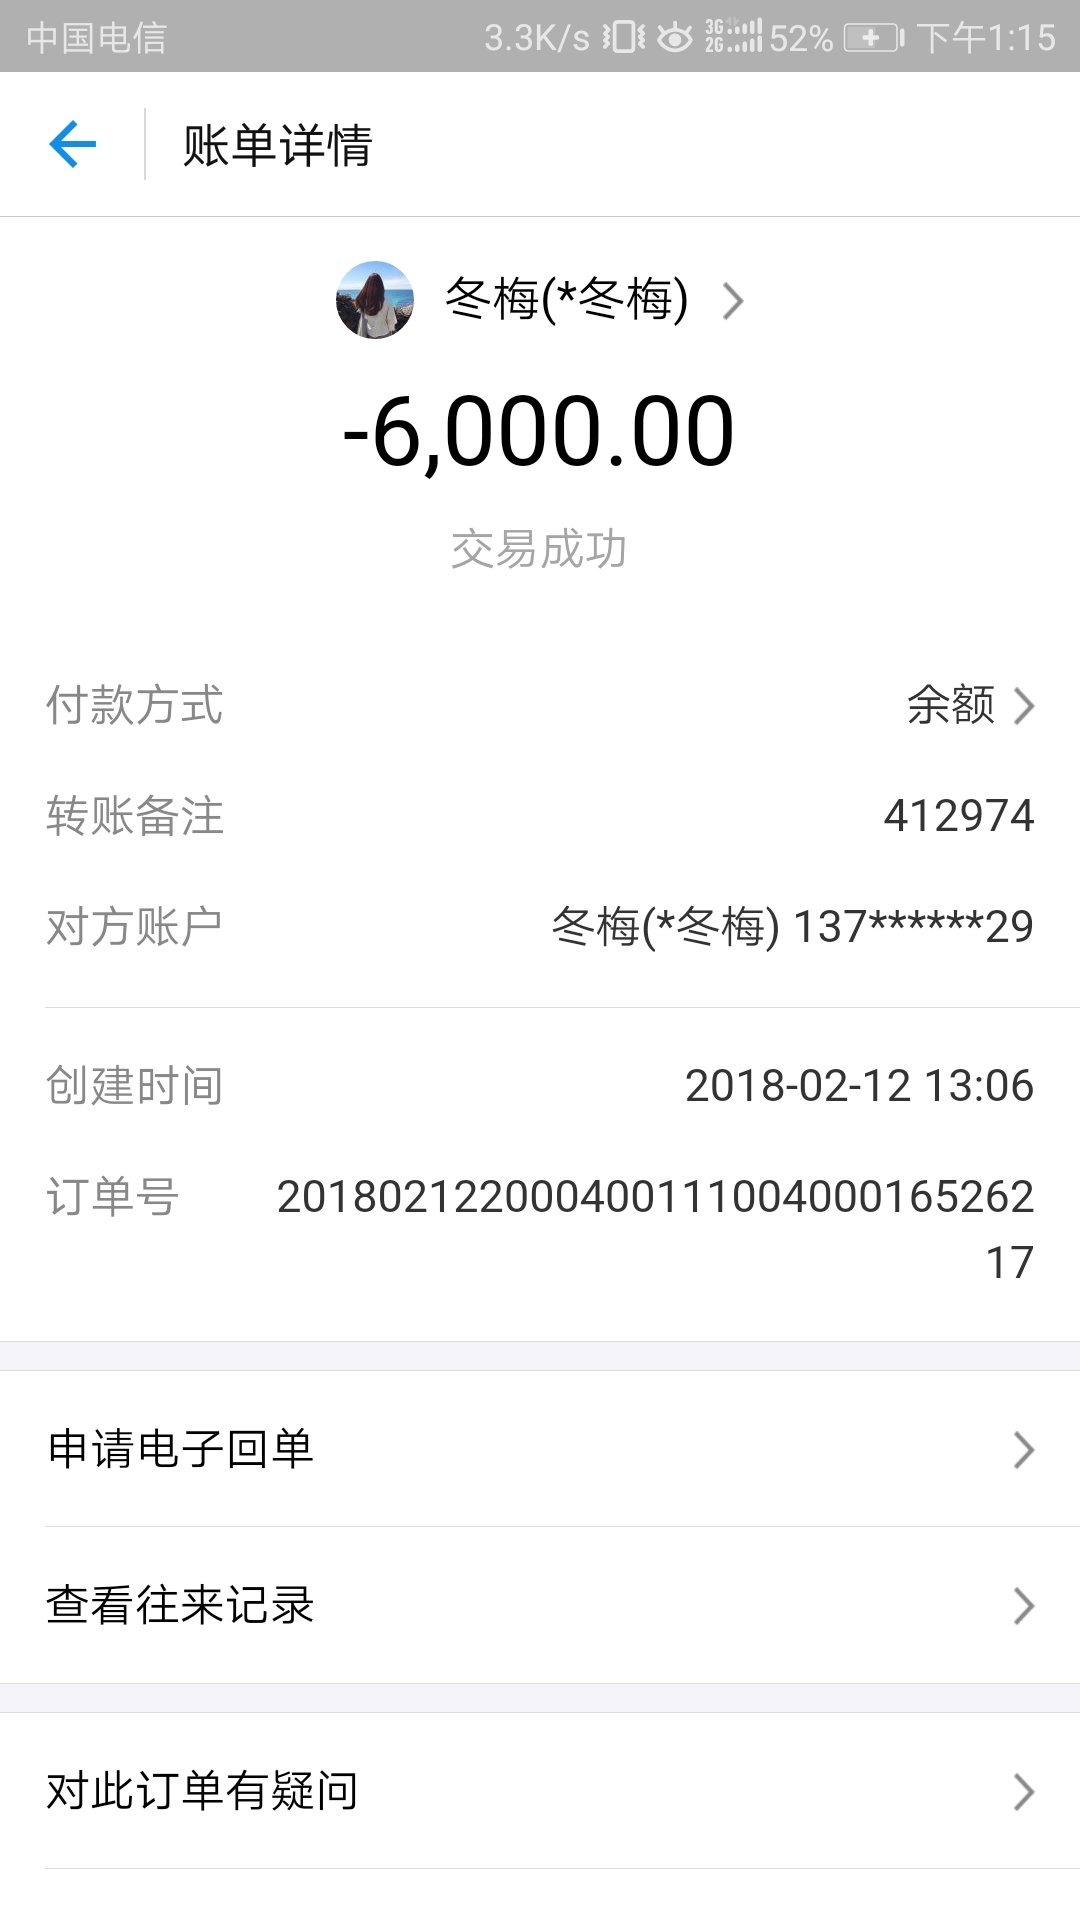 中国电信 3.3K/s 3G 2G 52% 下午1:15
账单详情
冬梅(*冬梅)
-6,000.00
交易成功
付款方式 余额
转账备注 412974
对方账户 冬梅(*冬梅) 137******29
创建时间 2018-02-12 13:06
订单号 201802122000400111004000165262
17
申请电子回单
查看往来记录
对此订单有疑问